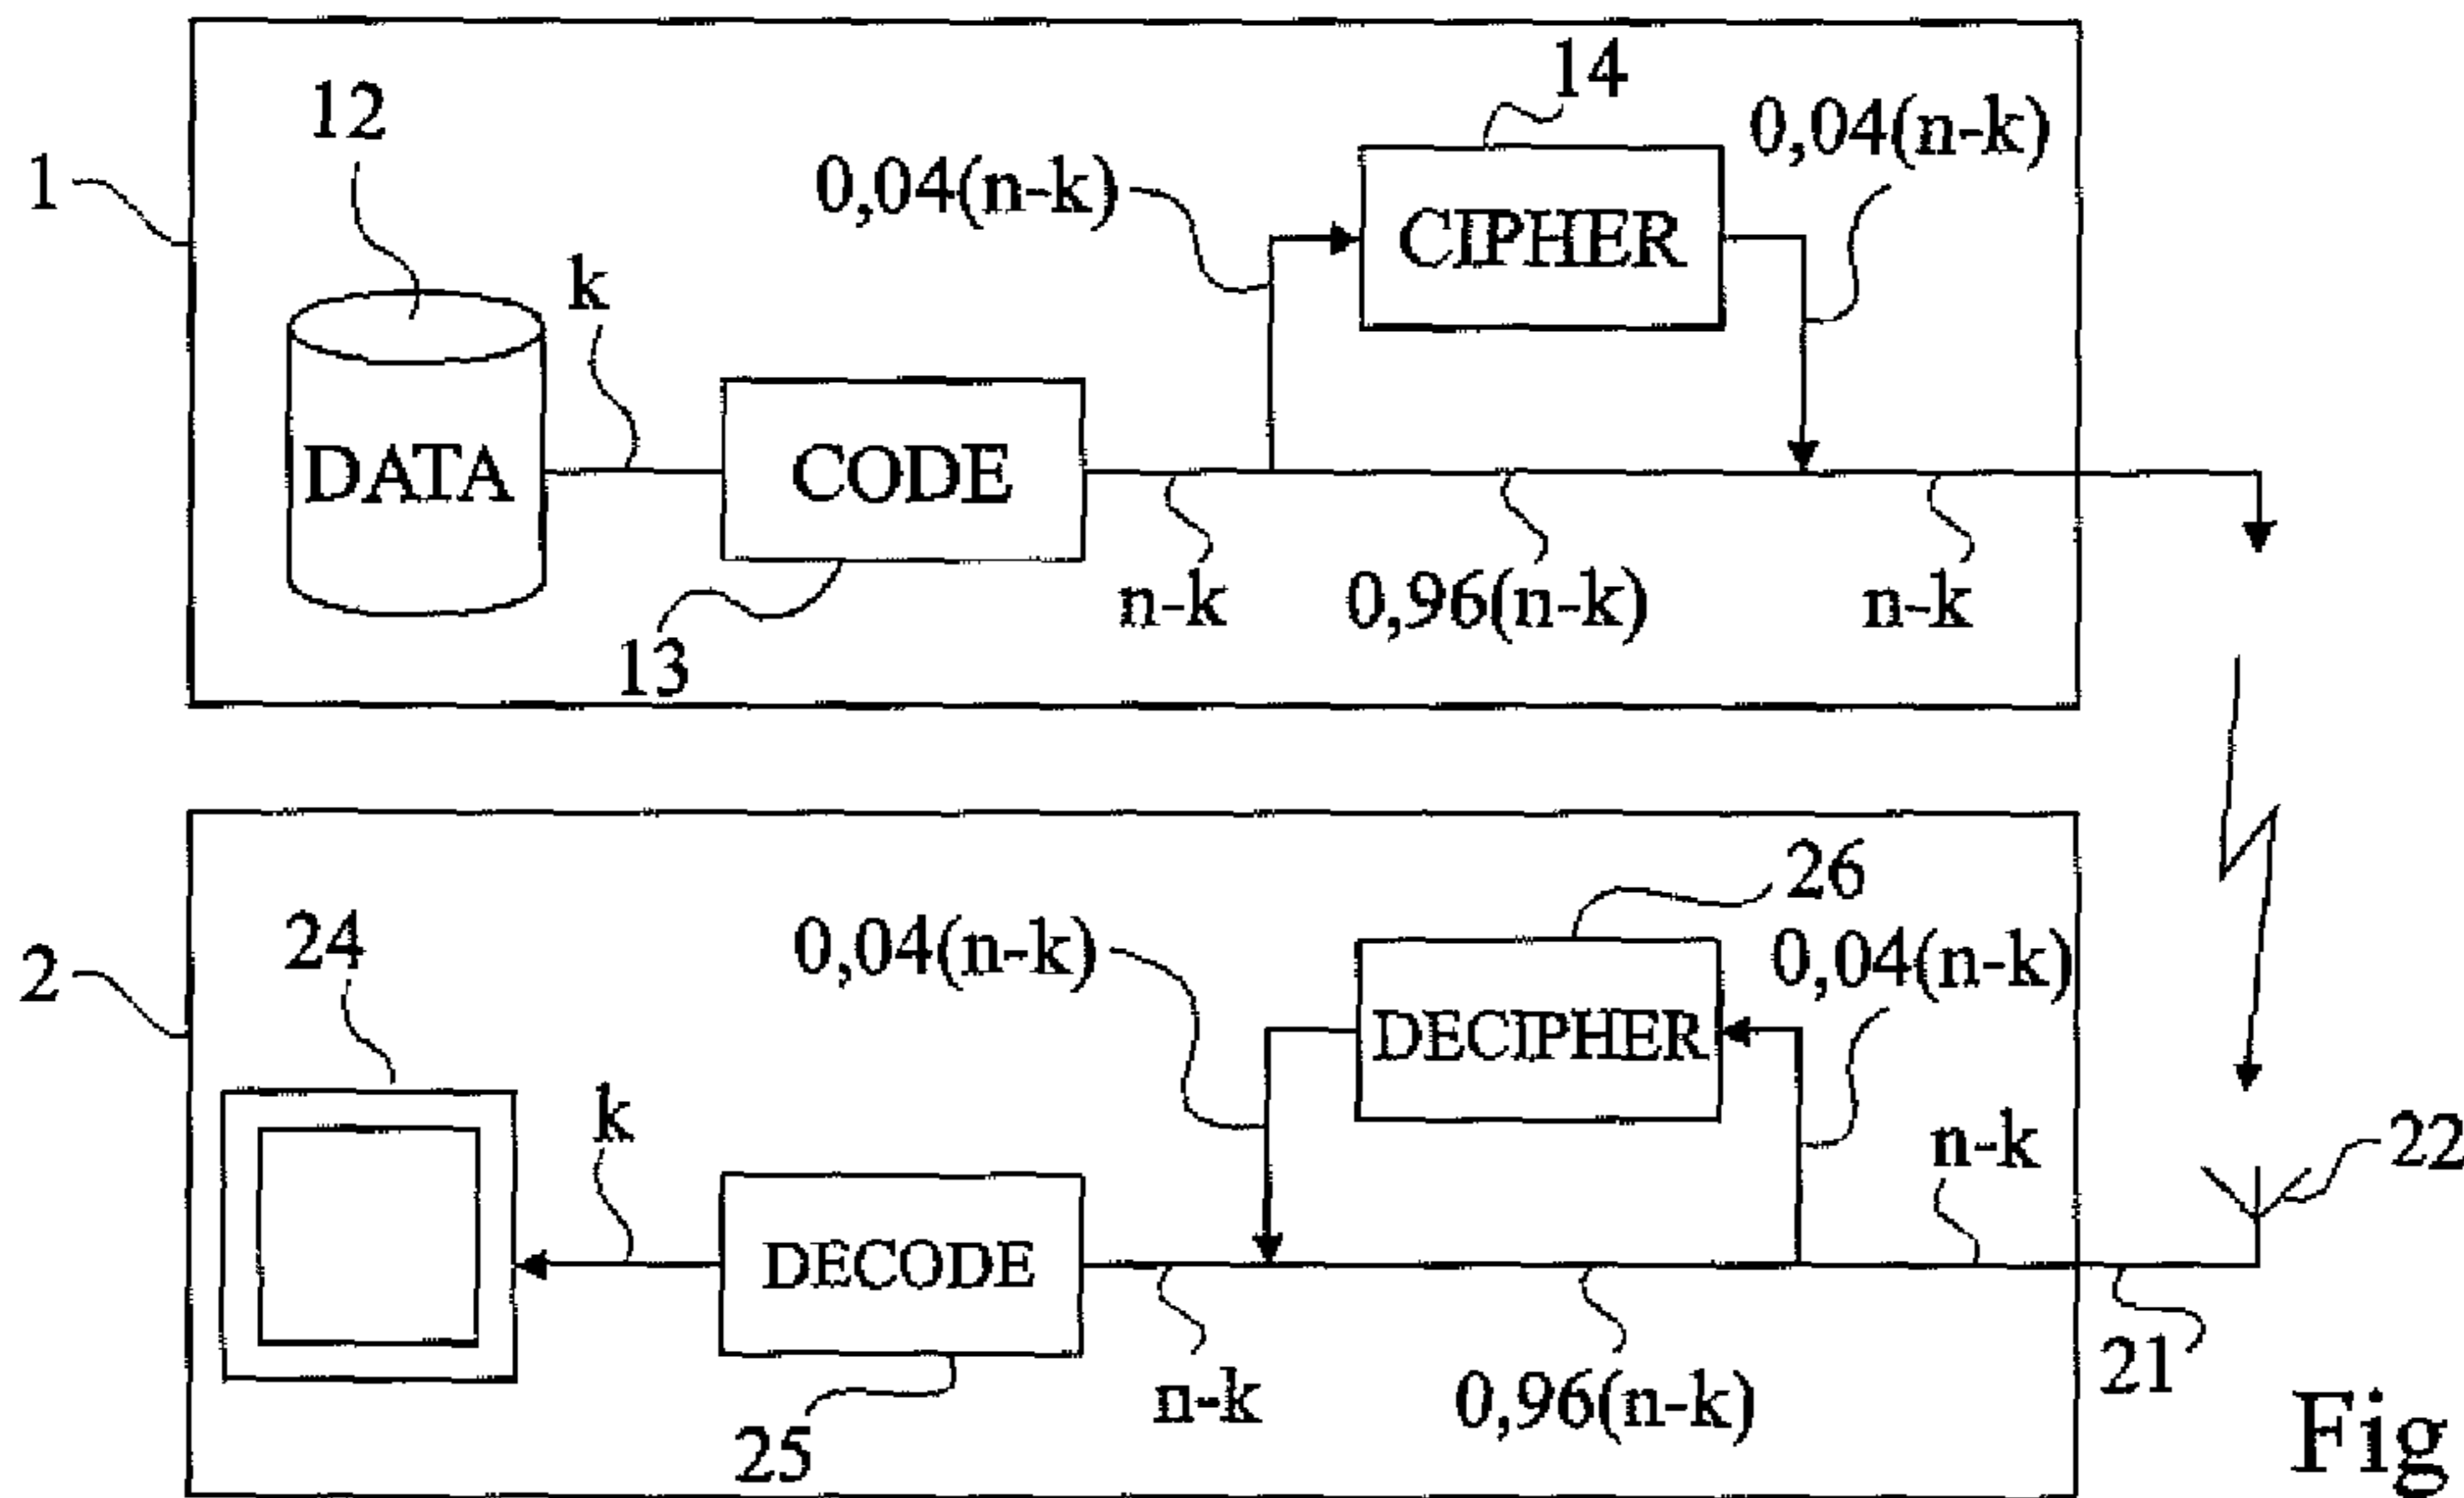 14
12
0,04(n-k)
1
0,04(n-k)
CIPHER
k
DATA
CODE
n-k
0,96(n-k)
n-k
13
26
24
0,04(n-k)
0,04(n-k)
2
DECIPHER
k
n-k
22
DECODE
21
n-k
0,96(n-k)
25
Fig